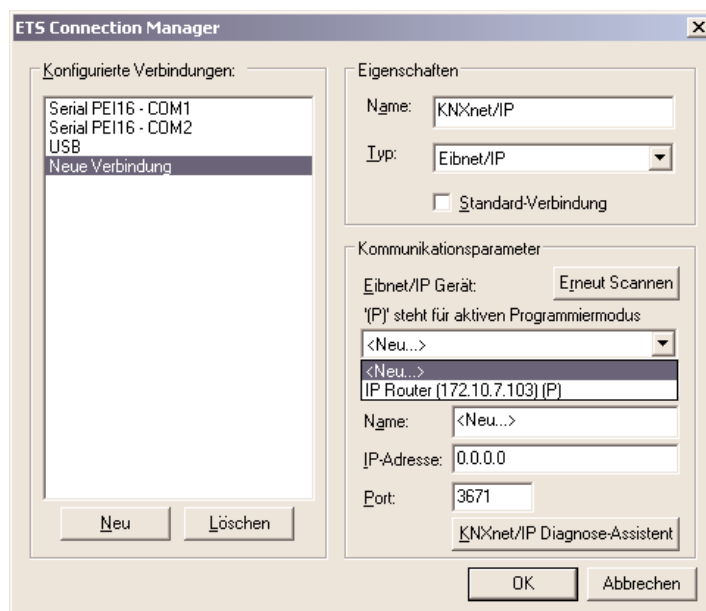 ETS Connection Manager
Konfigurierte Verbindungen:
Serial PEI16 - COM1
Serial PEI16 - COM2
USB
Neue Verbindung
Neu
Löschen
Eigenschaften
Name:
KNXnet/IP
Typ:
Eibnet/IP
Standard-Verbindung
Kommunikationsparameter
Eibnet/IP Gerät:
Erneut Scannen
'(P)' steht für aktiven Programmiermodus
<Neu...>
<Neu...>
IP Router (172.10.7.103) (P)
Name:
<Neu...>
IP-Adresse:
0.0.0.0
Port:
3671
KNXnet/IP Diagnose-Assistent
OK
Abbrechen